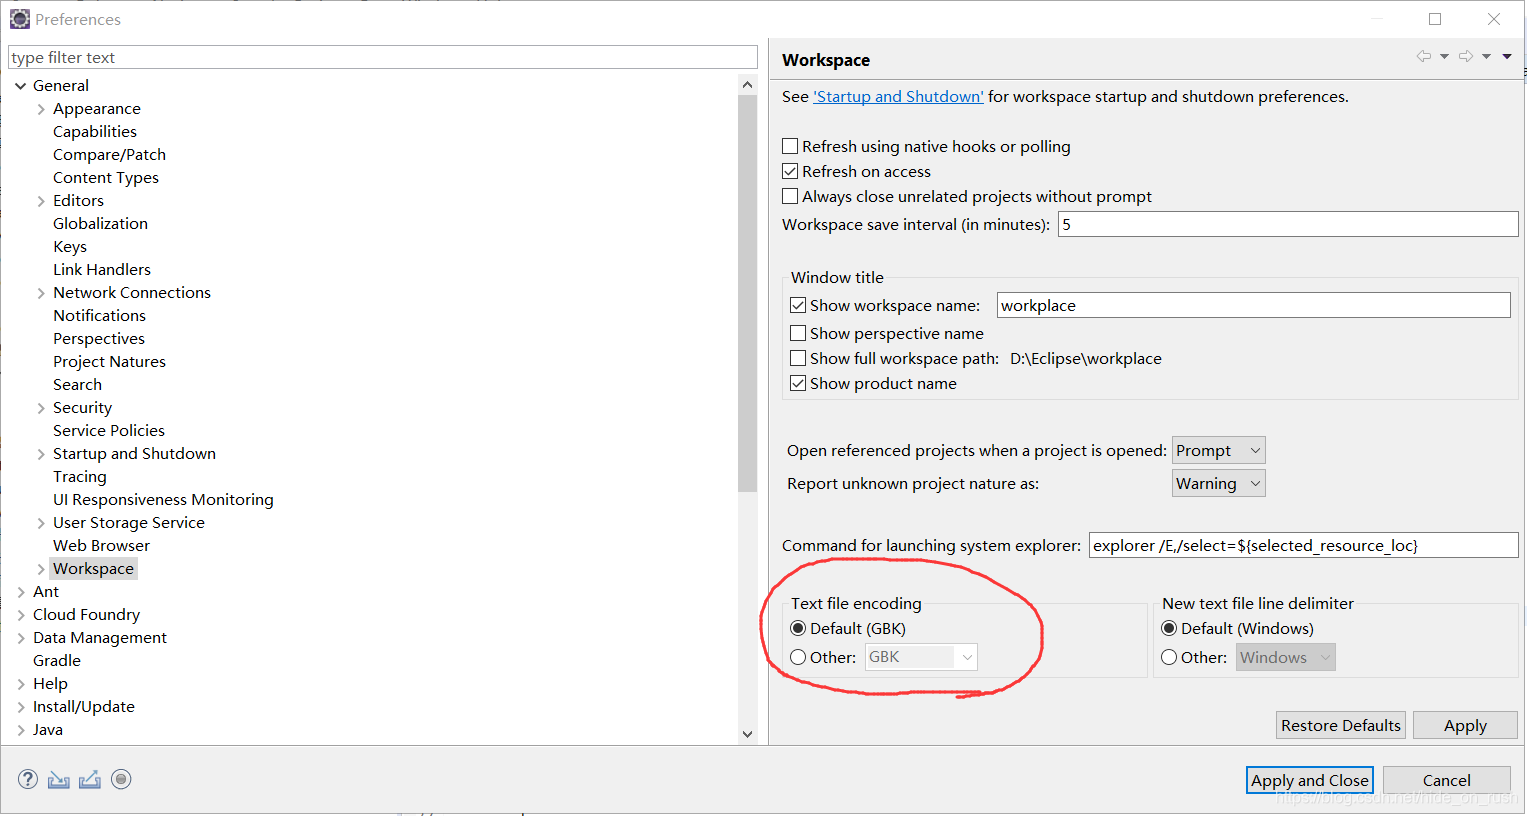 Preferences
type filter text
General
Appearance
Capabilities
Compare/Patch
Content Types
Editors
Globalization
Keys
Link Handlers
Network Connections
Notifications
Perspectives
Project Natures
Search
Security
Service Policies
Startup and Shutdown
Tracing
UI Responsiveness Monitoring
User Storage Service
Web Browser
Workspace
Ant
Cloud Foundry
Data Management
Gradle
Help
Install/Update
Java
Workspace
See 'Startup and Shutdown' for workspace startup and shutdown preferences.
Refresh using native hooks or polling
Refresh on access
Always close unrelated projects without prompt
Workspace save interval (in minutes): 5
Window title
Show workspace name: workplace
Show perspective name
Show full workspace path: D:\Eclipse\workplace
Show product name
Open referenced projects when a project is opened: Prompt
Report unknown project nature as: Warning
Command for launching system explorer: explorer /E,/select=${selected_resource_loc}
Text file encoding
Default (GBK)
Other: GBK
New text file line delimiter
Default (Windows)
Other: Windows
Restore Defaults Apply
Apply and Close Cancel
https://blog.csdn.net/hide_on_rush